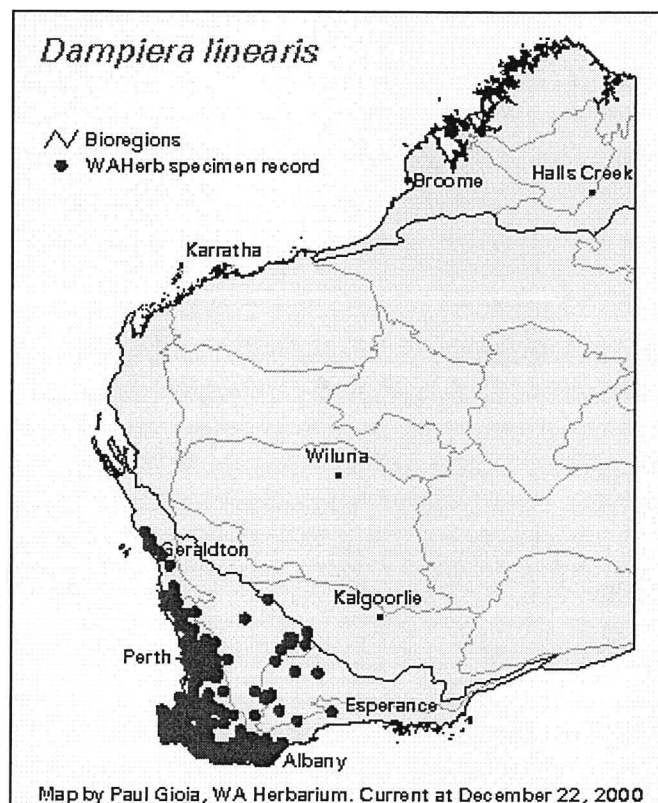 Dampiera linearis
Bioregions
WAHerb specimen record
Broome
Halls Creek
Karratha
Wiluna
Geraldton
Kalgoorlie
Perth
Esperance
Albany
Map by Paul Gioia, WA Herbarium. Current at December 22, 2000